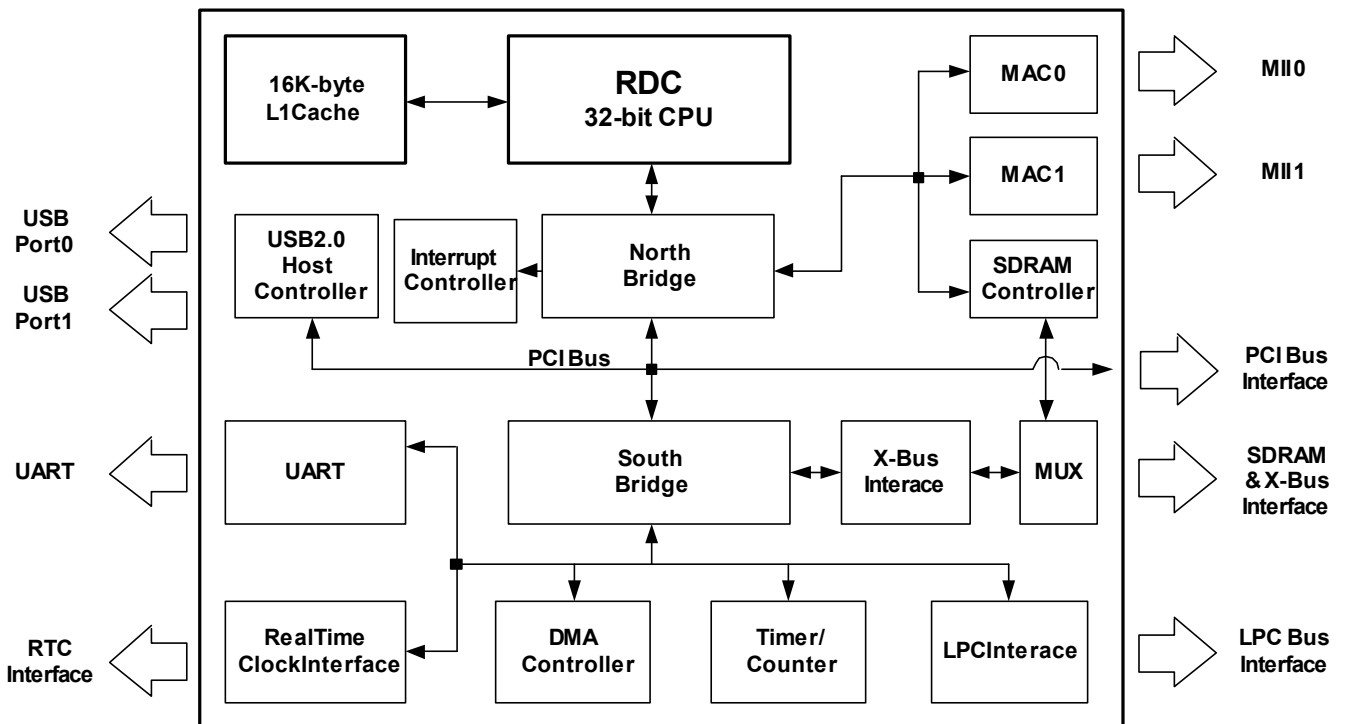 16K-byte
L1Cache
RDC
32-bit CPU
MAC0
MII0
MAC1
MII1
USB
Port0
USB
Port1
USB2.0
Host
Controller
Interrupt
Controller
North
Bridge
SDRAM
Controller
PCI Bus
PCI Bus
Interface
UART
UART
South
Bridge
X-Bus
Interace
MUX
SDRAM
& X-Bus
Interface
RTC
Interface
RealTime
ClockInterface
DMA
Controller
Timer/
Counter
LPCInterace
LPC Bus
Interface